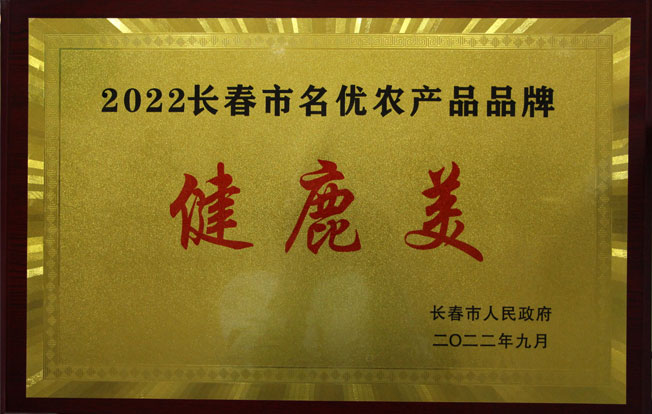 2022长春市名优农产品品牌
健鹿美
长春市人民政府
二〇二二年九月